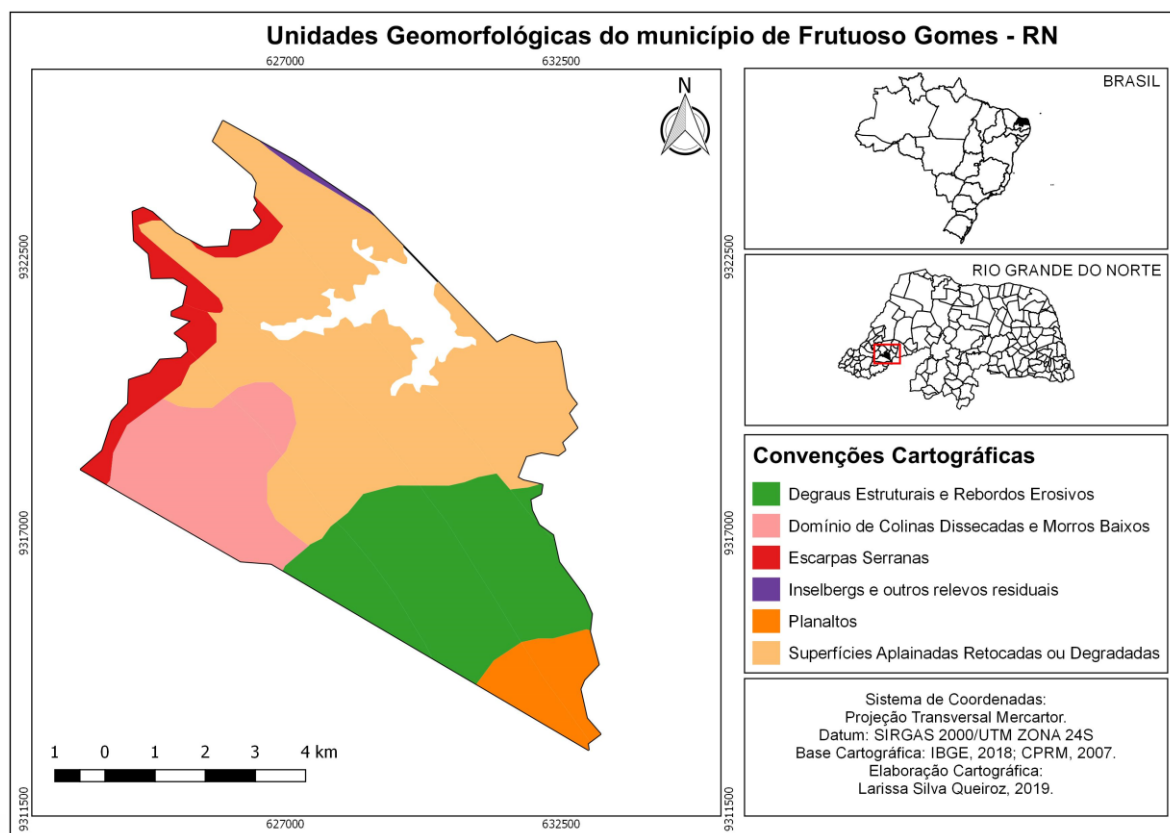 Unidades Geomorfológicas do município de Frutuoso Gomes - RN
627000
632500
N
9322500
9322500
9317000
9317000
9311500
9311500
1 0 1 2 3 4 km
627000
632500
BRASIL
RIO GRANDE DO NORTE
Convenções Cartográficas
Degraus Estruturais e Rebordos Erosivos
Domínio de Colinas Dissecadas e Morros Baixos
Escarpas Serranas
Inselbergs e outros relevos residuais
Planaltos
Superfícies Aplainadas Retocadas ou Degradadas
Sistema de Coordenadas:
Projeção Transversal Mercartor.
Datum: SIRGAS 2000/UTM ZONA 24S
Base Cartográfica: IBGE, 2018; CPRM, 2007.
Elaboração Cartográfica:
Larissa Silva Queiroz, 2019.